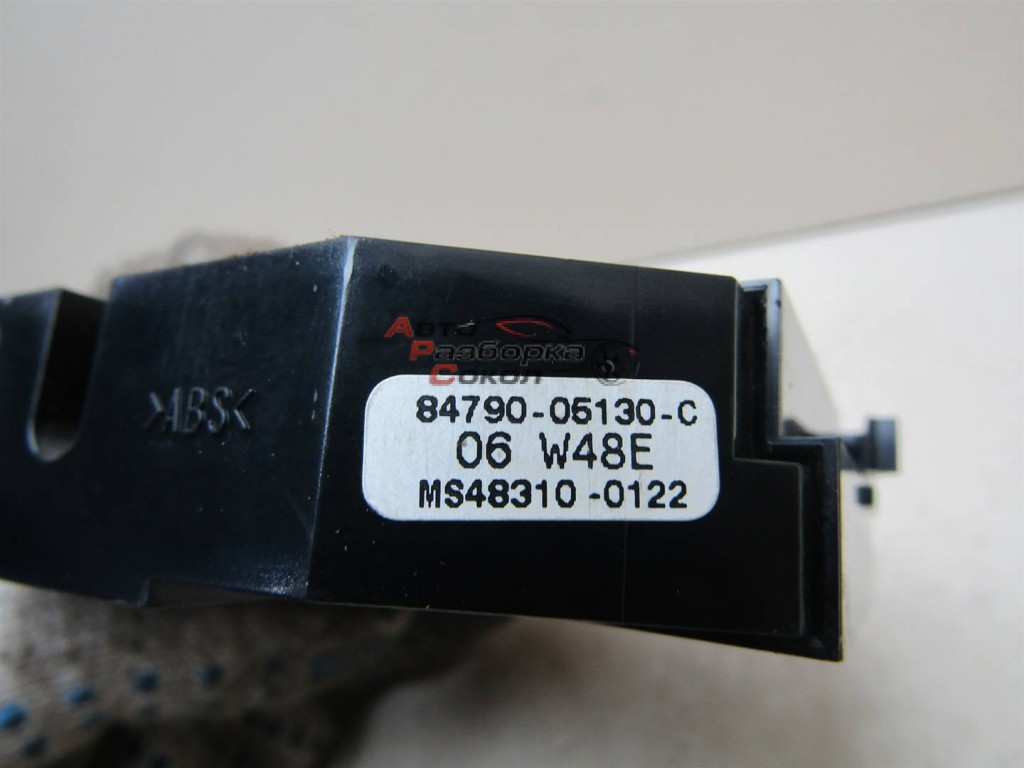 Авто
Разборка
Сокол
84790-05130-C
06 W48E
MS48310-0122
>ABS<